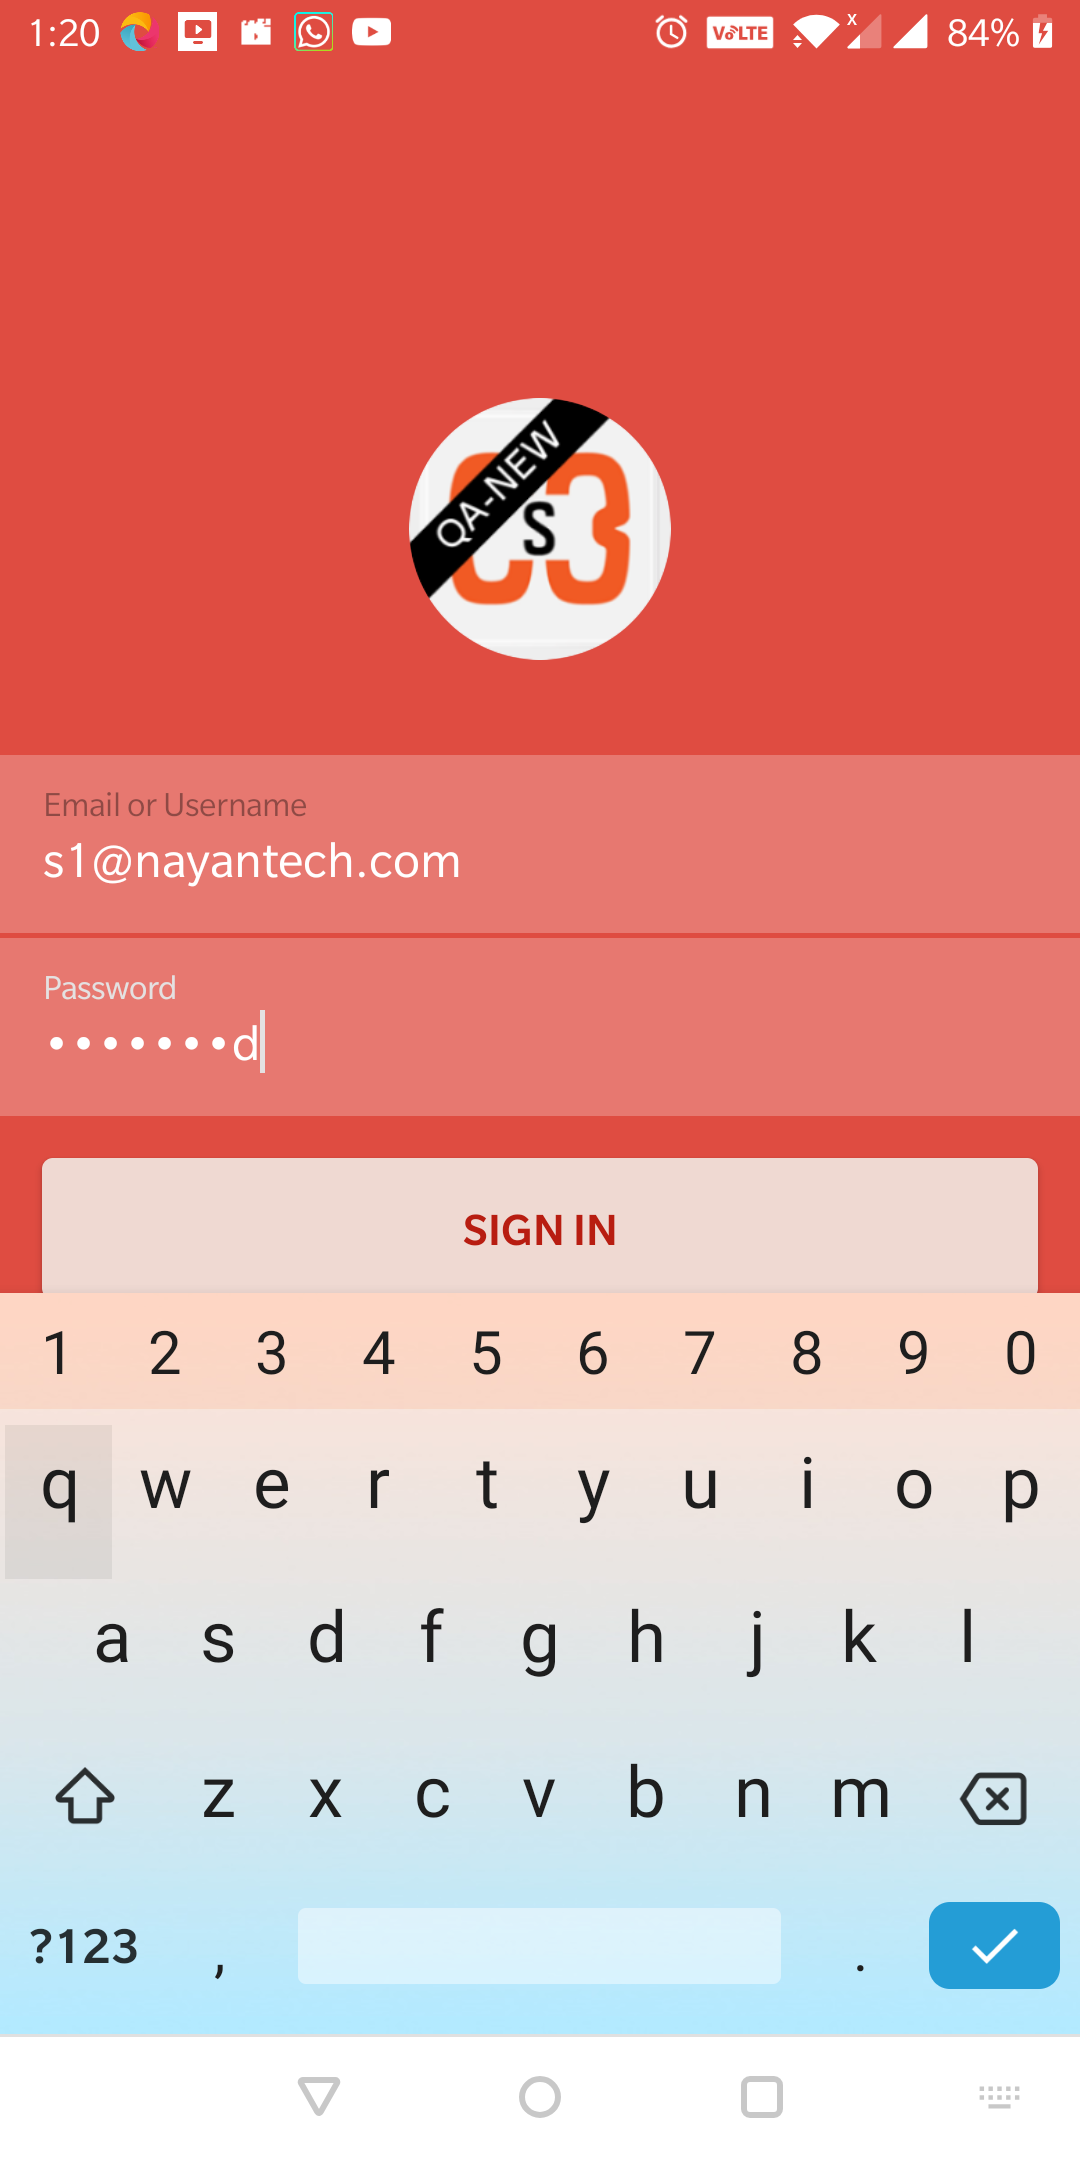 1:20 VoLTE x 84%
QA-NEW
C3
s
Email or Username
s1@nayantech.com
Password
•••••••d
SIGN IN
1 2 3 4 5 6 7 8 9 0
q w e r t y u i o p
a s d f g h j k l
z x c v b n m
?123 , .